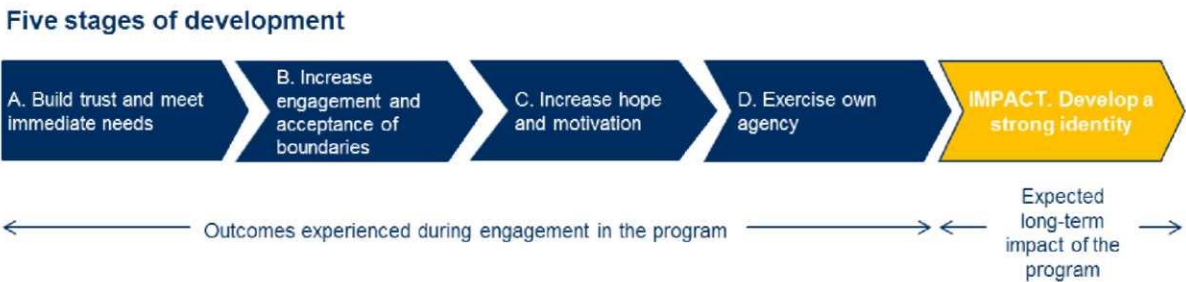 Five stages of development
A. Build trust and meet
immediate needs
B. Increase
engagement and
acceptance of
boundaries
C. Increase hope
and motivation
D. Exercise own
agency
IMPACT. Develop a
strong identity
Outcomes experienced during engagement in the program
Expected
long-term
impact of the
program